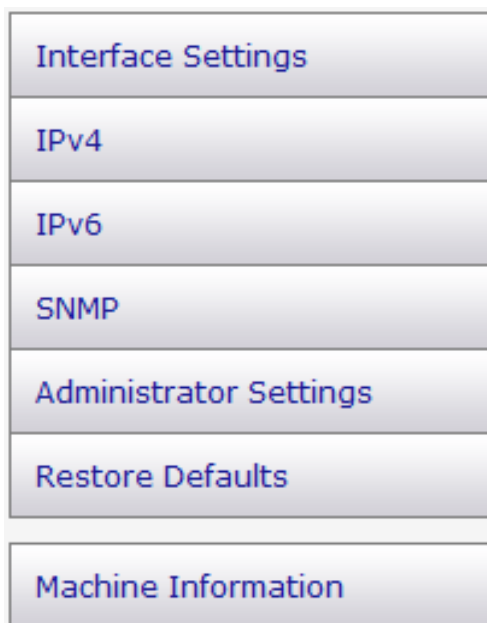 Interface Settings
IPv4
IPv6
SNMP
Administrator Settings
Restore Defaults
Machine Information